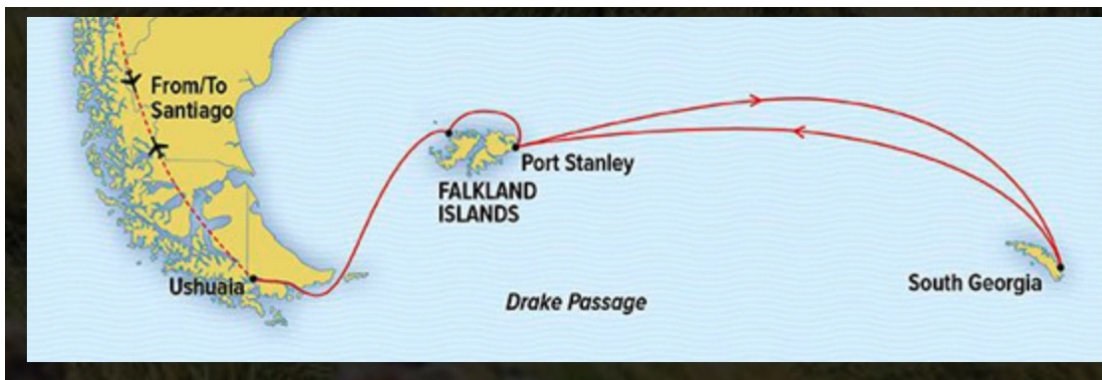 From/To
Santiago
Port Stanley
FALKLAND
ISLANDS
Ushuaia
South Georgia
Drake Passage